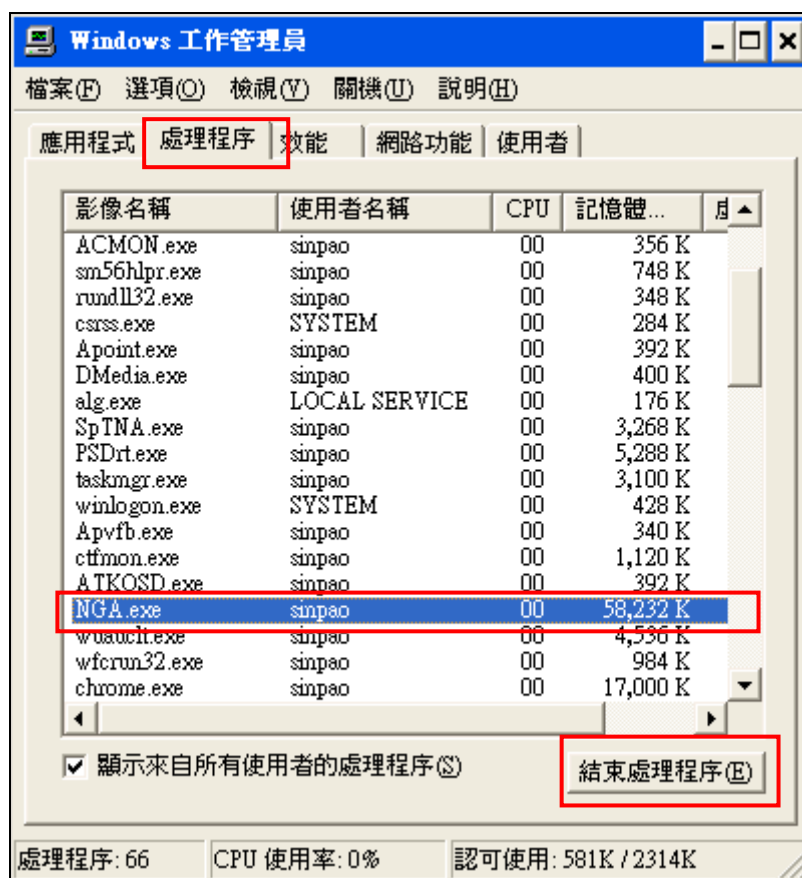 Windows 工作管理員
檔案(F) 選項(O) 檢視(V) 關機(U) 說明(H)
應用程式 處理程序 效能 網路功能 使用者
影像名稱 使用者名稱 CPU 記憶體...
ACMON.exe sinpao 00 356 K
sm56hlpr.exe sinpao 00 748 K
rundll32.exe sinpao 00 348 K
csrss.exe SYSTEM 00 284 K
Apoint.exe sinpao 00 392 K
DMedia.exe sinpao 00 400 K
alg.exe LOCAL SERVICE 00 176 K
SpTNA.exe sinpao 00 3,268 K
PSDrt.exe sinpao 00 5,288 K
taskmgr.exe sinpao 00 3,100 K
winlogon.exe SYSTEM 00 428 K
Apvfb.exe sinpao 00 340 K
ctfmon.exe sinpao 00 1,120 K
ATKOSD.exe sinpao 00 392 K
NGA.exe sinpao 00 58,232 K
wuauclt.exe sinpao 00 4,536 K
wfcrun32.exe sinpao 00 984 K
chrome.exe sinpao 00 17,000 K
顯示來自所有使用者的處理程序(S) 結束處理程序(E)
處理程序: 66 CPU 使用率: 0% 認可使用: 581K / 2314K